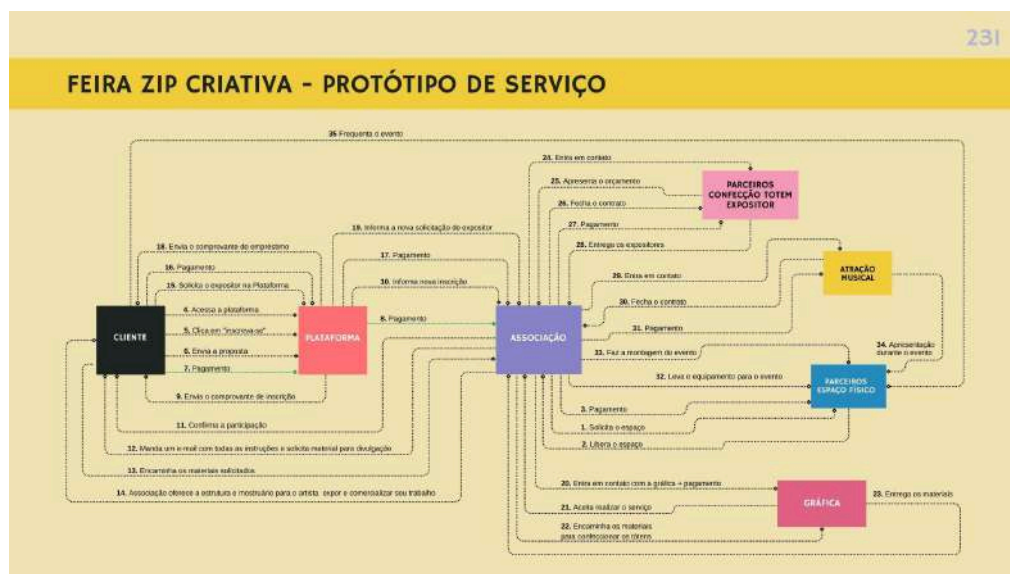 231
FEIRA ZIP CRIATIVA - PROTÓTIPO DE SERVIÇO
35 Frequenta o evento
24. Entra em contato
25. Apresenta o orçamento
26. Fecha o contrato
27. Pagamento
28. Entrega os expositores
PARCEIROS
CONFECÇÃO TOTEM
EXPOSITOR
19. Informa a nova solicitação do expositor
18. Envia o comprovante do empréstimo
17. Pagamento
16. Pagamento
15. Solicita o expositor na Plataforma
10. Informa nova inscrição
29. Entra em contato
30. Fecha o contrato
31. Pagamento
ATRAÇÃO
MUSICAL
4. Acessa a plataforma
5. Clica em "inscreva-se"
6. Envia a proposta
7. Pagamento
8. Pagamento
CLIENTE
PLATAFORMA
ASSOCIAÇÃO
33. Faz a montagem do evento
34. Apresentação
durante o evento
32. Leva o equipamento para o evento
PARCEIROS
ESPAÇO FÍSICO
9. Envia o comprovante de inscrição
3. Pagamento
1. Solicita o espaço
2. Libera o espaço
11. Confirma a participação
12. Manda um e-mail com todas as instruções e solicita material para divulgação
13. Encaminha os materiais solicitados
14. Associação oferece a estrutura e mostruário para o artista expor e comercializar seu trabalho
20. Entra em contato com a gráfica + pagamento
21. Aceita realizar o serviço
22. Encaminha os materiais
para confeccionar os tótens
GRÁFICA
23. Entrega os materiais